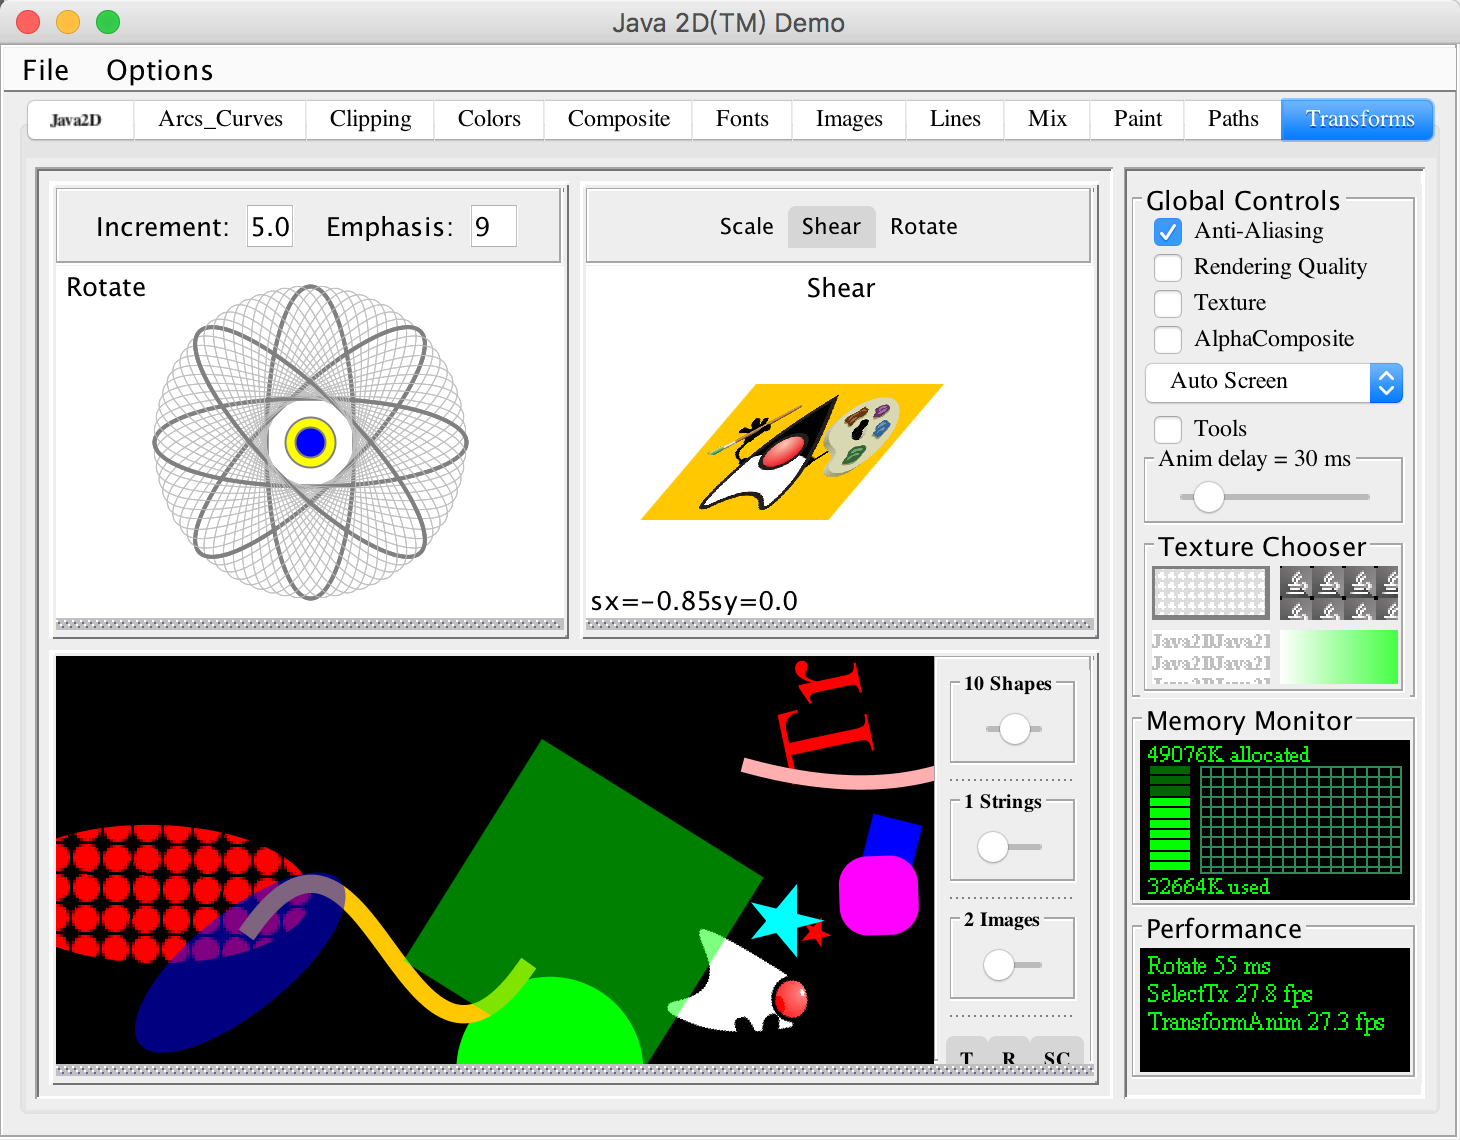 Java 2D(TM) Demo
File Options
Java2D Arcs_Curves Clipping Colors Composite Fonts Images Lines Mix Paint Paths Transforms
Increment: 5.0 Emphasis: 9
Rotate
Scale Shear Rotate
Shear
sx=-0.85sy=0.0
Tr
10 Shapes
1 Strings
2 Images
T R SC
Global Controls
Anti-Aliasing
Rendering Quality
Texture
AlphaComposite
Auto Screen
Tools
Anim delay = 30 ms
Texture Chooser
Java2DJava2D
Java2DJava2D
Memory Monitor
49076K allocated
32664K used
Performance
Rotate 55 ms
SelectTx 27.8 fps
TransformAnim 27.3 fps